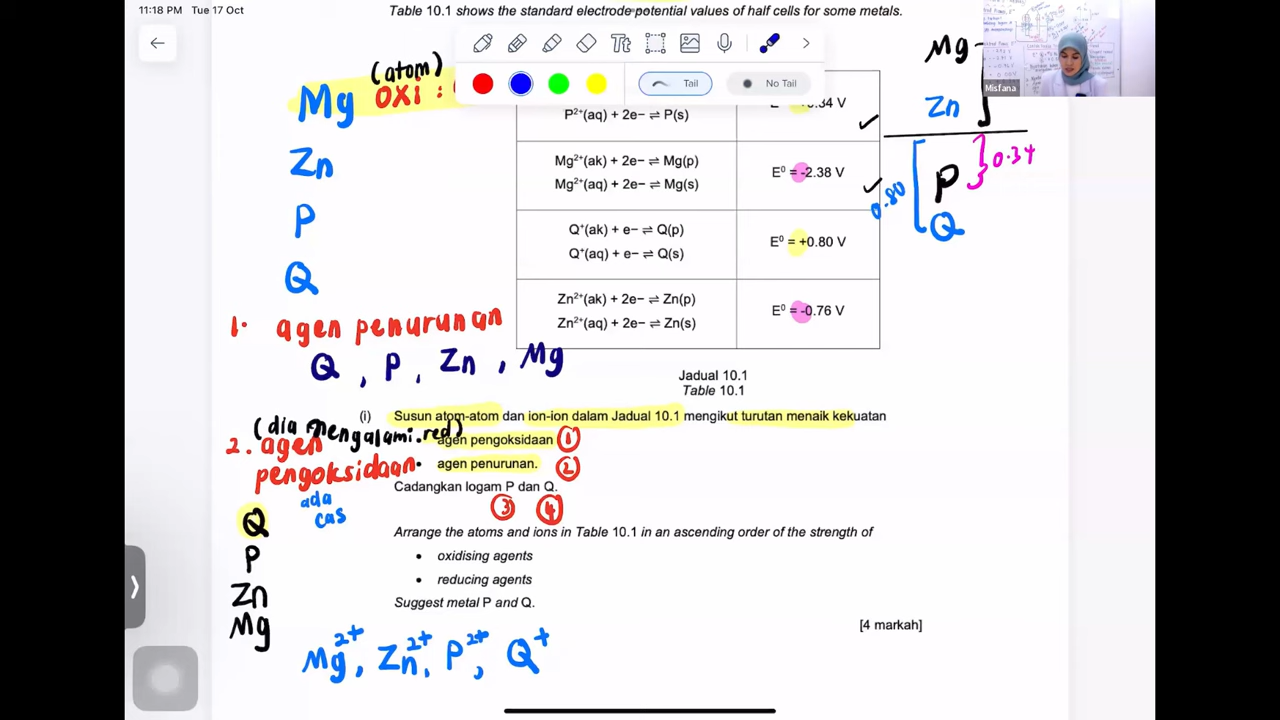 11:18 PM Tue 17 Oct
Table 10.1 shows the standard electrode potential values of half cells for some metals.
Tt
Tail
No Tail
Misfana
(atom)
Mg OXi :
Zn
P
Q
Mg
Zn
P
Q
0.34
0.80
P²⁺(aq) + 2e− ⇌ P(s)
Mg²⁺(ak) + 2e− ⇌ Mg(p)
Mg²⁺(aq) + 2e− ⇌ Mg(s)
E⁰ = -2.38 V
Q⁺(ak) + e− ⇌ Q(p)
Q⁺(aq) + e− ⇌ Q(s)
E⁰ = +0.80 V
Zn²⁺(ak) + 2e− ⇌ Zn(p)
Zn²⁺(aq) + 2e− ⇌ Zn(s)
E⁰ = -0.76 V
1. agen penurunan
Q , P , Zn , Mg
Jadual 10.1
Table 10.1
(i) Susun atom-atom dan ion-ion dalam Jadual 10.1 mengikut turutan menaik kekuatan
• agen pengoksidaan 1
• agen penurunan. 2
Cadangkan logam P dan Q.
3 4
(dia mengalami red)
2. agen
pengoksidaan
ada
cas
Q
P
Zn
Mg
Arrange the atoms and ions in Table 10.1 in an ascending order of the strength of
• oxidising agents
• reducing agents
Suggest metal P and Q.
[4 markah]
Mg²⁺, Zn²⁺, P²⁺, Q⁺